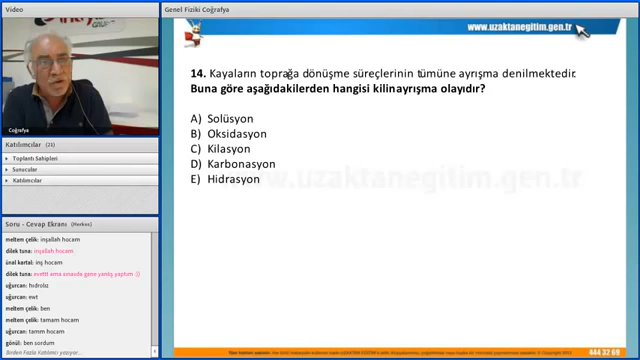 Video
Genel Fiziki Coğrafya
www.uzaktanegitim.gen.tr
14. Kayaların toprağa dönüşme süreçlerinin tümüne ayrışma denilmektedir.
Buna göre aşağıdakilerden hangisi kilinayrışma olayıdır?
A) Solüsyon
B) Oksidasyon
C) Kilasyon
D) Karbonasyon
E) Hidrasyon
www.uzaktanegitim.gen.tr
Coğrafya
Katılımcılar (21)
Toplantı Sahipleri
Sunucular
Katılımcılar
Soru - Cevap Ekranı (Herkes)
meltem çelik: inşallah hocam
dilek tuna: inşallah hocam
ünal kartal: inş hocam
dilek tuna: evettt ama sınavda gene yanlış yaptım :))
uğurcan: hıdroliz
uğurcan: ewt
meltem çelik: ben
meltem çelik: tamam hocam
uğurcan: tamm hocam
gönül: ben sordum
Birden Fazla Katılımcı yazıyor...
444 32 69